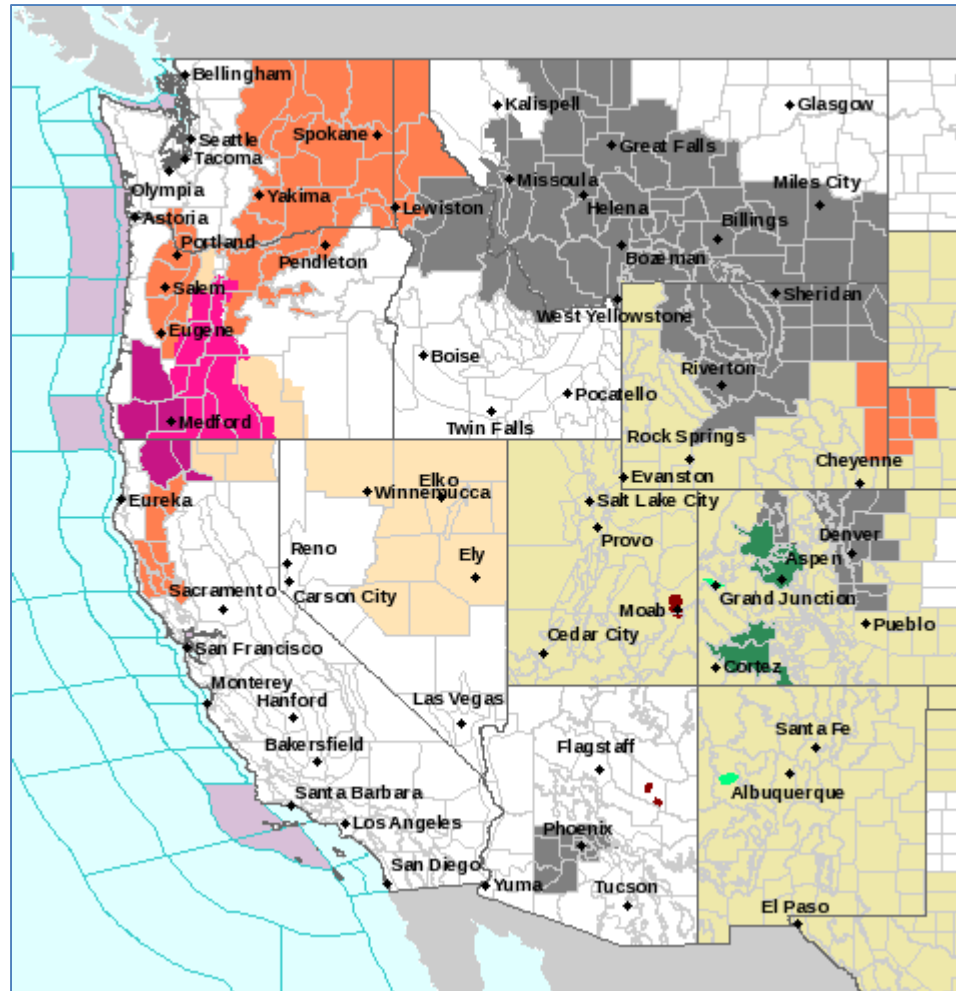 Bellingham
Kalispell
Glasgow
Seattle
Spokane
Great Falls
Tacoma
Olympia
Missoula
Miles City
Yakima
Lewiston
Helena
Billings
Astoria
Portland
Pendleton
Bozeman
Salem
Sheridan
West Yellowstone
Eugene
Boise
Riverton
Pocatello
Medford
Twin Falls
Rock Springs
Cheyenne
Elko
Evanston
Eureka
Winnemucca
Salt Lake City
Provo
Denver
Reno
Ely
Aspen
Sacramento
Carson City
Grand Junction
Moab
Pueblo
San Francisco
Cedar City
Cortez
Monterey
Hanford
Las Vegas
Santa Fe
Bakersfield
Flagstaff
Albuquerque
Santa Barbara
Los Angeles
Phoenix
San Diego
Yuma
Tucson
El Paso